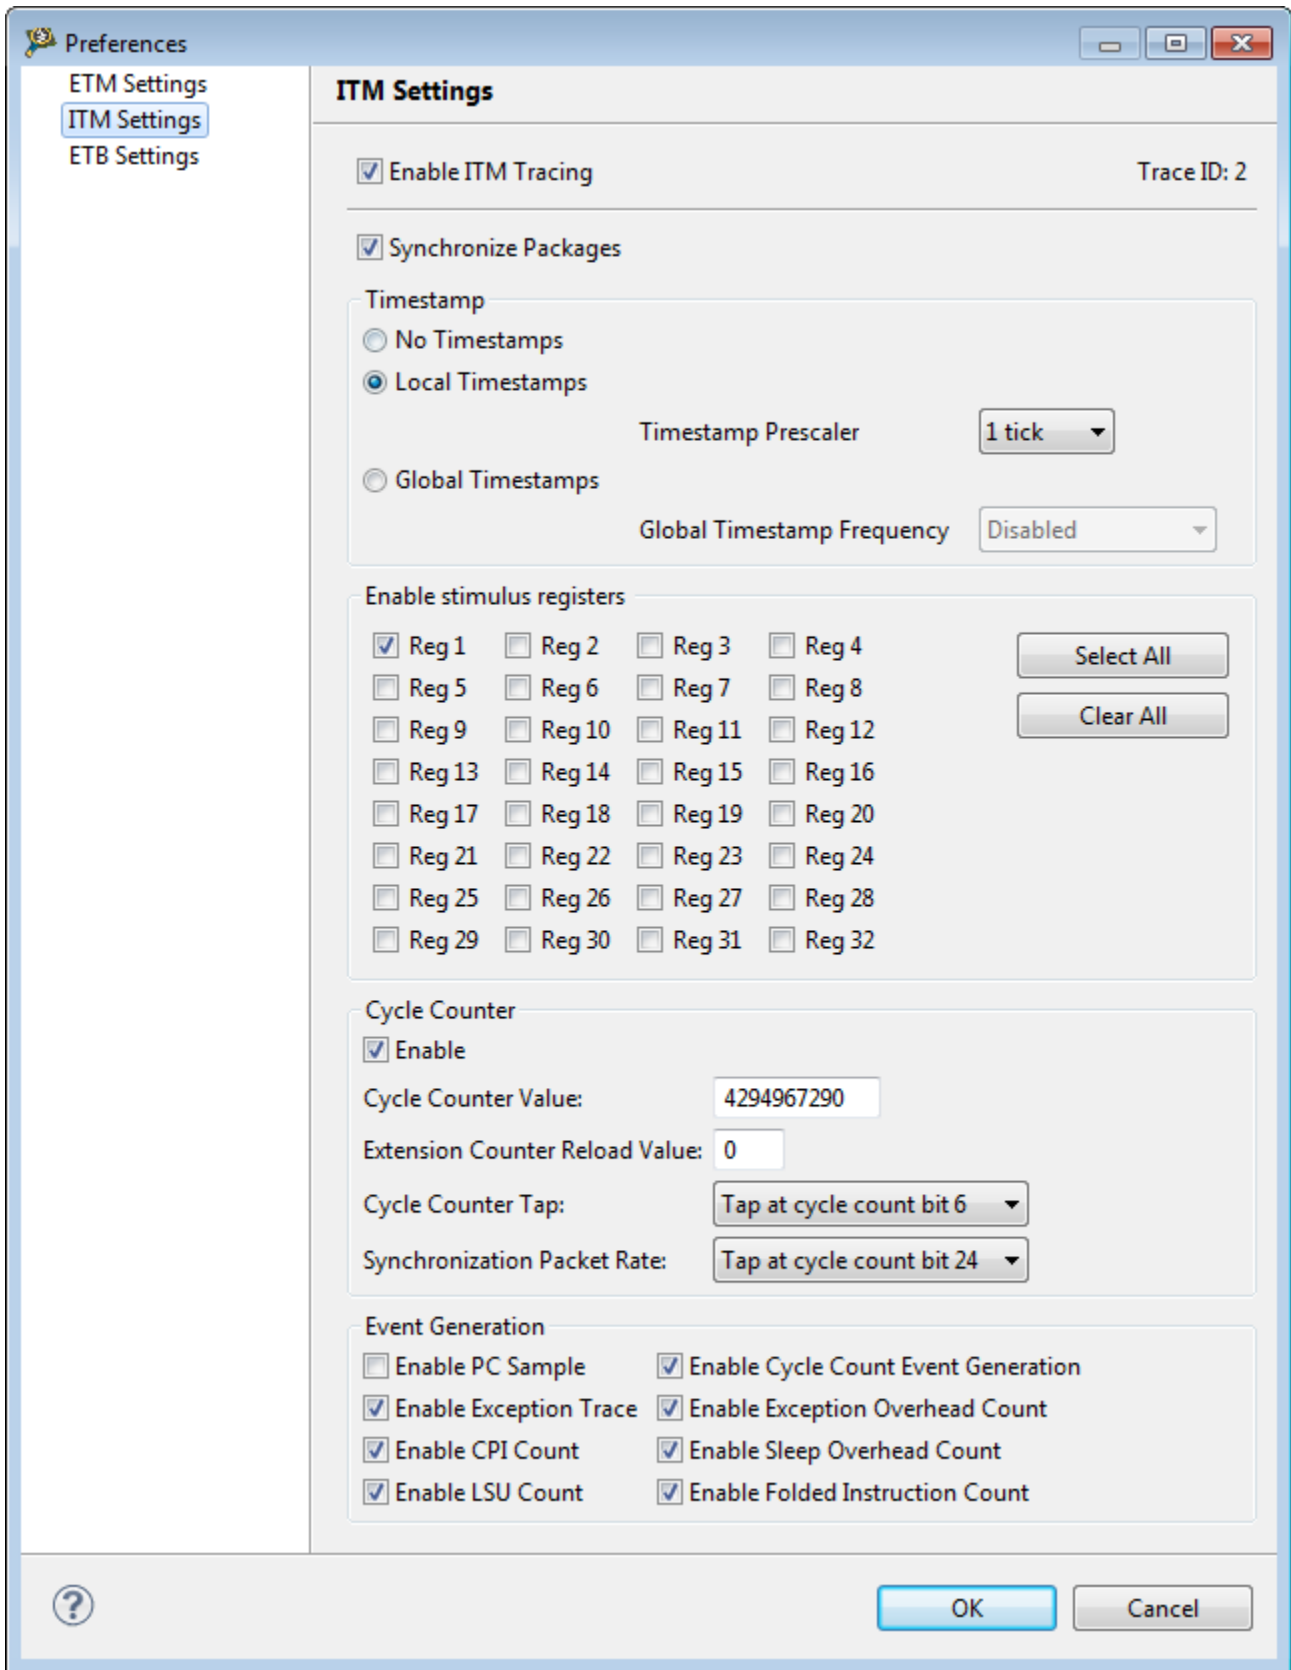 Preferences
ETM Settings
ITM Settings
ETB Settings
ITM Settings
Enable ITM Tracing Trace ID: 2
Synchronize Packages
Timestamp
No Timestamps
Local Timestamps
Timestamp Prescaler 1 tick
Global Timestamps
Global Timestamp Frequency Disabled
Enable stimulus registers
Reg 1 Reg 2 Reg 3 Reg 4 Select All
Reg 5 Reg 6 Reg 7 Reg 8
Clear All
Reg 9 Reg 10 Reg 11 Reg 12
Reg 13 Reg 14 Reg 15 Reg 16
Reg 17 Reg 18 Reg 19 Reg 20
Reg 21 Reg 22 Reg 23 Reg 24
Reg 25 Reg 26 Reg 27 Reg 28
Reg 29 Reg 30 Reg 31 Reg 32
Cycle Counter
Enable
Cycle Counter Value: 4294967290
Extension Counter Reload Value: 0
Cycle Counter Tap: Tap at cycle count bit 6
Synchronization Packet Rate: Tap at cycle count bit 24
Event Generation
Enable PC Sample Enable Cycle Count Event Generation
Enable Exception Trace Enable Exception Overhead Count
Enable CPI Count Enable Sleep Overhead Count
Enable LSU Count Enable Folded Instruction Count
? OK Cancel